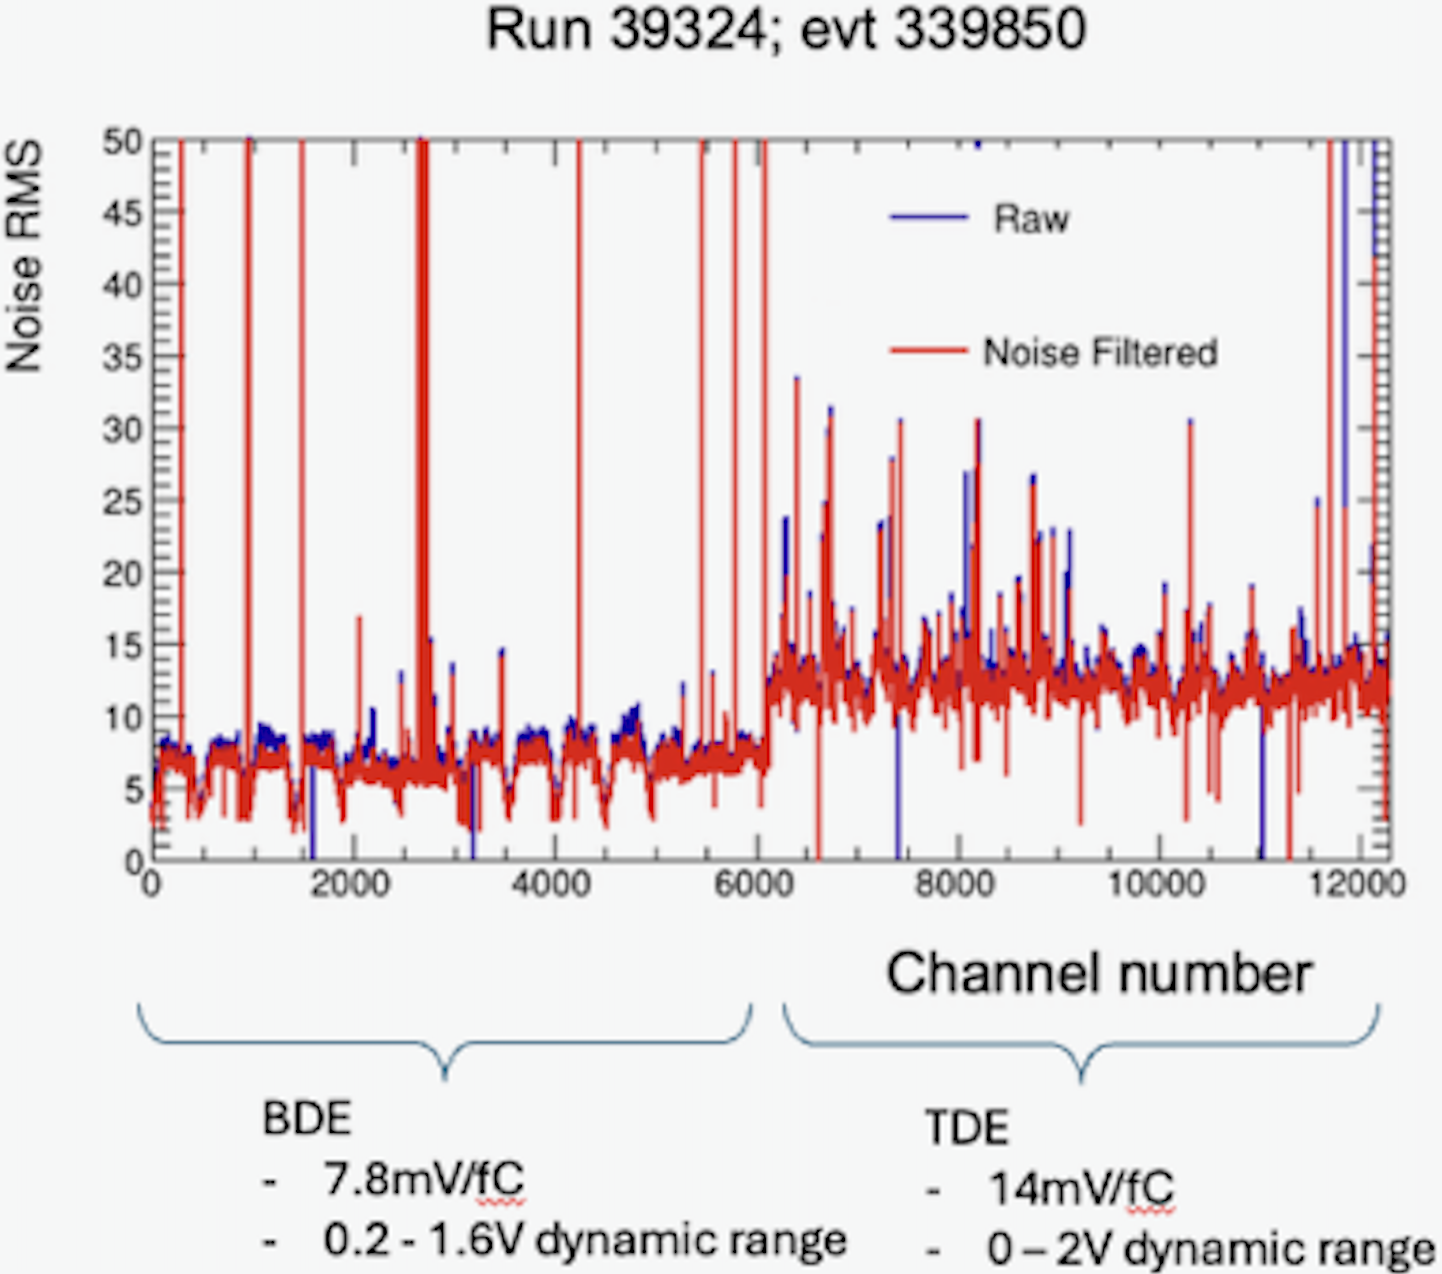 Run 39324; evt 339850
Noise RMS
50
45
40
35
30
25
20
15
10
5
0
Raw
Noise Filtered
0 2000 4000 6000 8000 10000 12000
Channel number
BDE
- 7.8mV/fC
- 0.2 - 1.6V dynamic range
TDE
- 14mV/fC
- 0 – 2V dynamic range